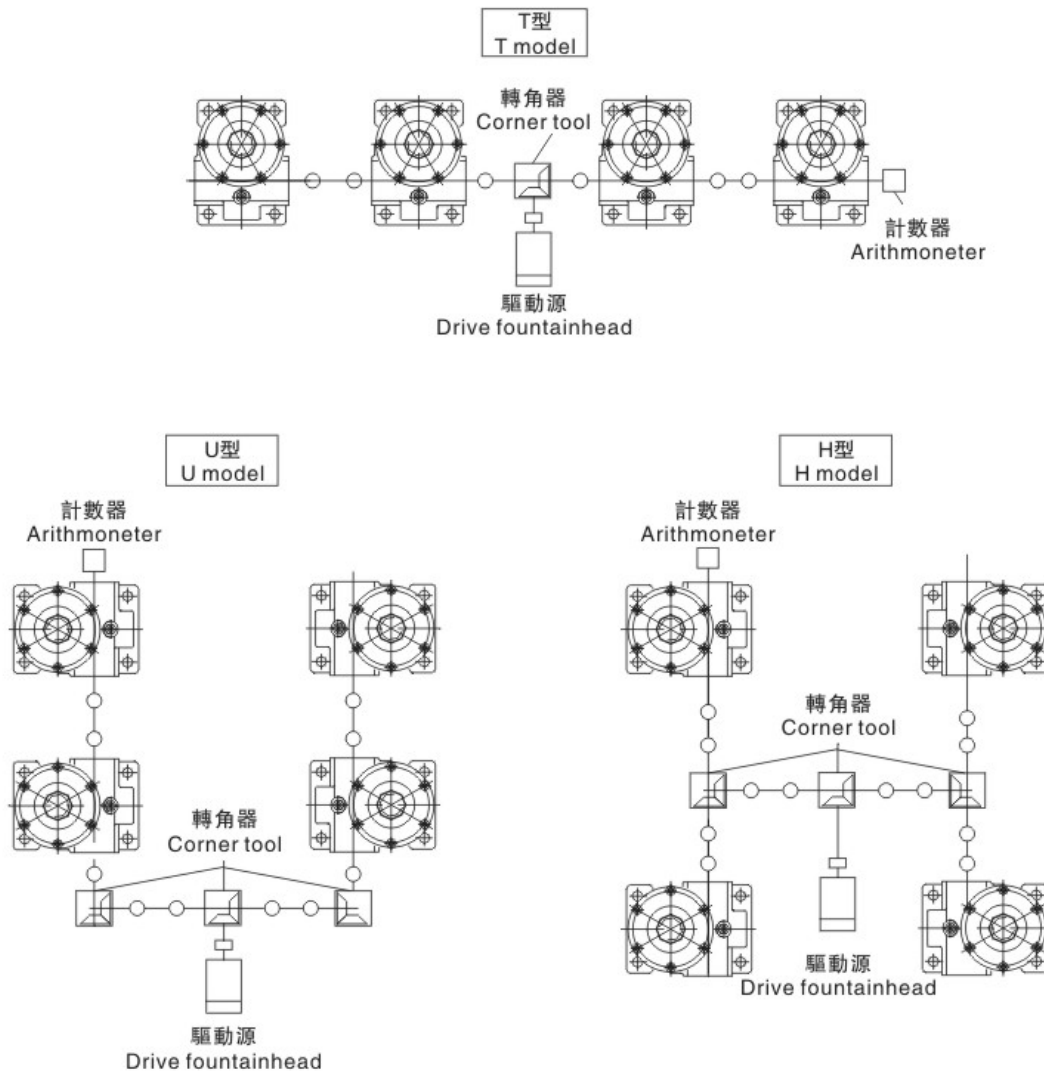 T型
T model
轉角器
Corner tool
計數器
Arithmoneter
驅動源
Drive fountainhead
U型
U model
計數器
Arithmoneter
轉角器
Corner tool
驅動源
Drive fountainhead
H型
H model
計數器
Arithmoneter
轉角器
Corner tool
驅動源
Drive fountainhead